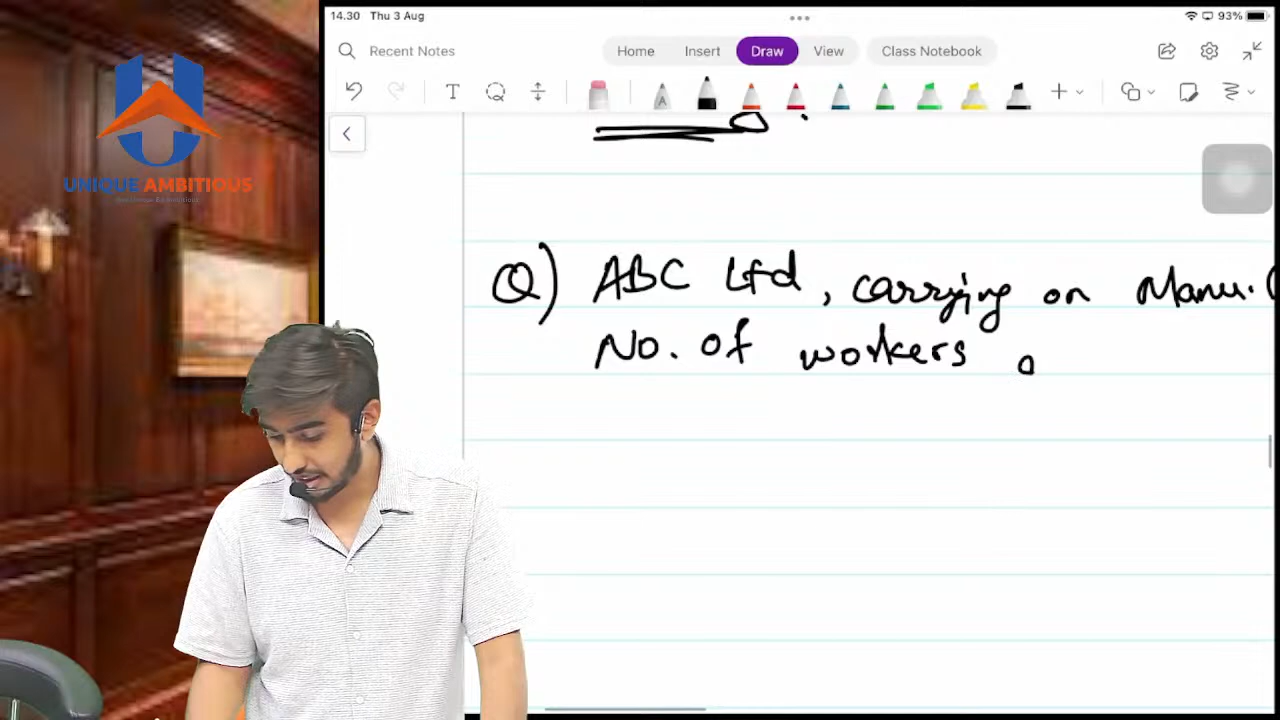 14.30 Thu 3 Aug
93%
Recent Notes
Home Insert Draw View Class Notebook
T
A
UNIQUE AMBITIOUS
Q) ABC Ltd, carrying on Manu.
No. of workers